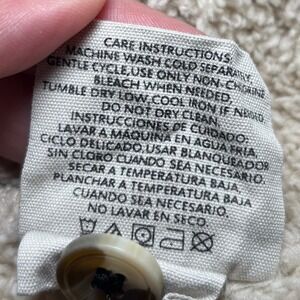 CARE INSTRUCTIONS
MACHINE WASH COLD SEPARATELY,
GENTLE CYCLE, USE ONLY NON-CHLORINE
BLEACH WHEN NEEDED,
TUMBLE DRY LOW, COOL IRON IF NEEDED.
DO NOT DRY CLEAN.
INSTRUCCIONES DE CUIDADO-
LAVAR A MAQUINA EN AGUA FRIA,
CICLO DELICADO, USAR BLANQUEADOR
SIN CLORO CUANDO SEA NECESARIO.
SECAR A TEMPERATURA BAJA,
PLANCHAR A TEMPERATURA BAJA
CUANDO SEA NECESARIO.
NO LAVAR EN SECO.